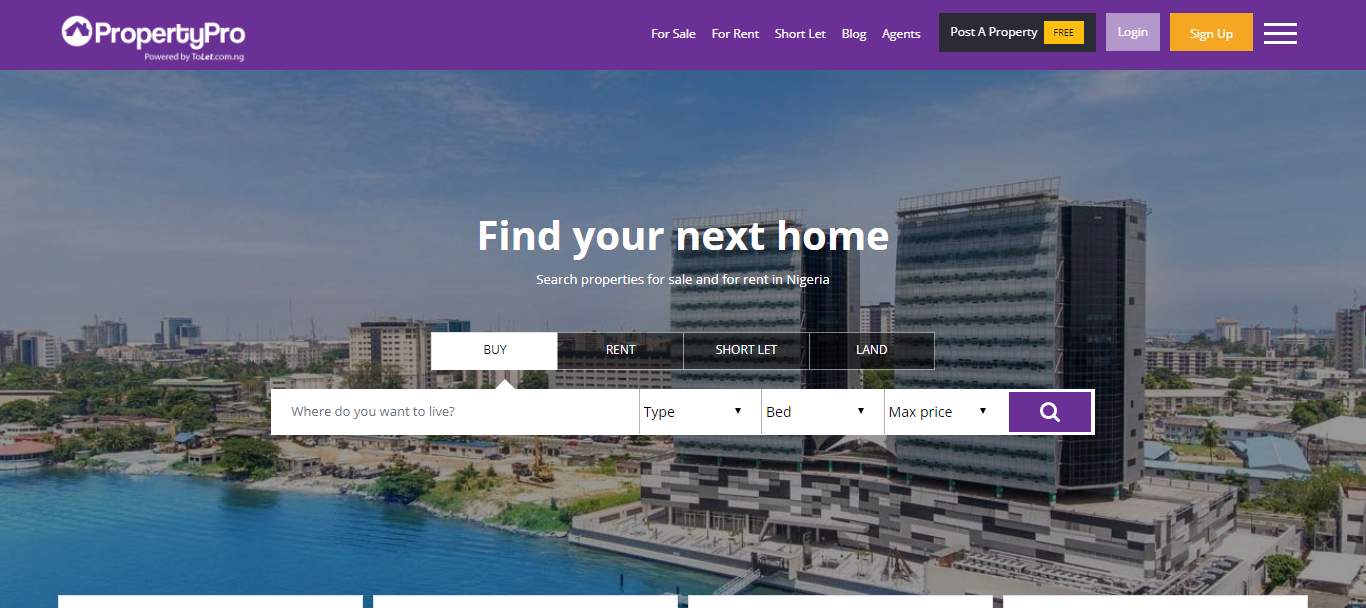 PropertyPro
Powered by ToLet.com.ng
For Sale For Rent Short Let Blog Agents Post A Property FREE Login Sign Up
Find your next home
Search properties for sale and for rent in Nigeria
BUY RENT SHORT LET LAND
Where do you want to live? Type Bed Max price